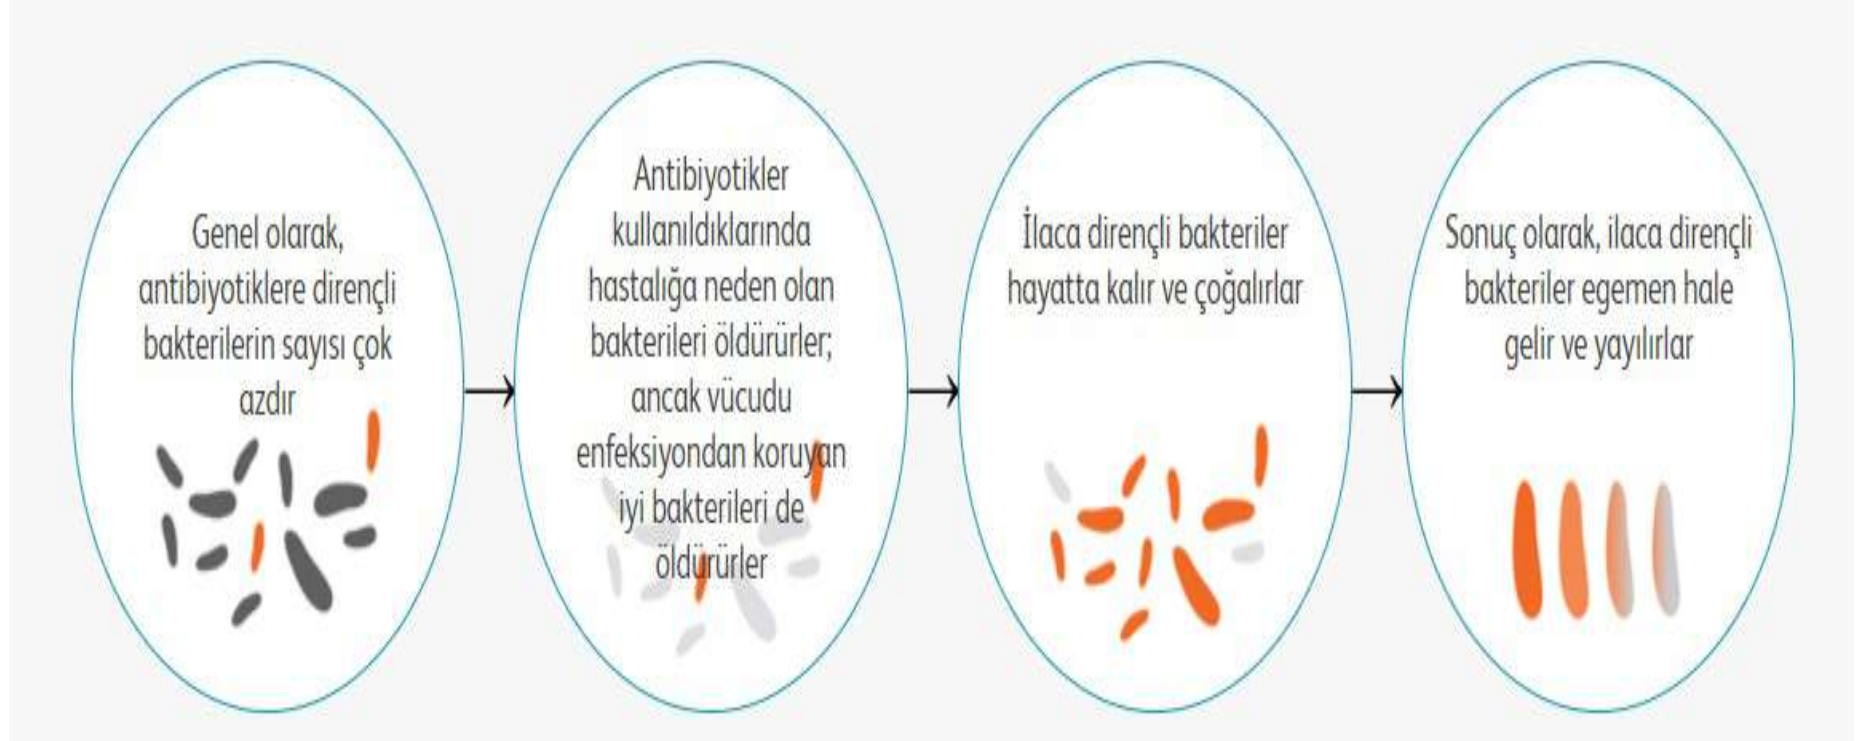 Genel olarak,
antibiyotiklere dirençli
bakterilerin sayısı çok
azdır
Antibiyotikler
kullanıldıklarında
hastalığa neden olan
bakterileri öldürürler;
ancak vücudu
enfeksiyondan koruyan
iyi bakterileri de
öldürürler
İlaca dirençli bakteriler
hayatta kalır ve çoğalırlar
Sonuç olarak, ilaca dirençli
bakteriler egemen hale
gelir ve yayılırlar